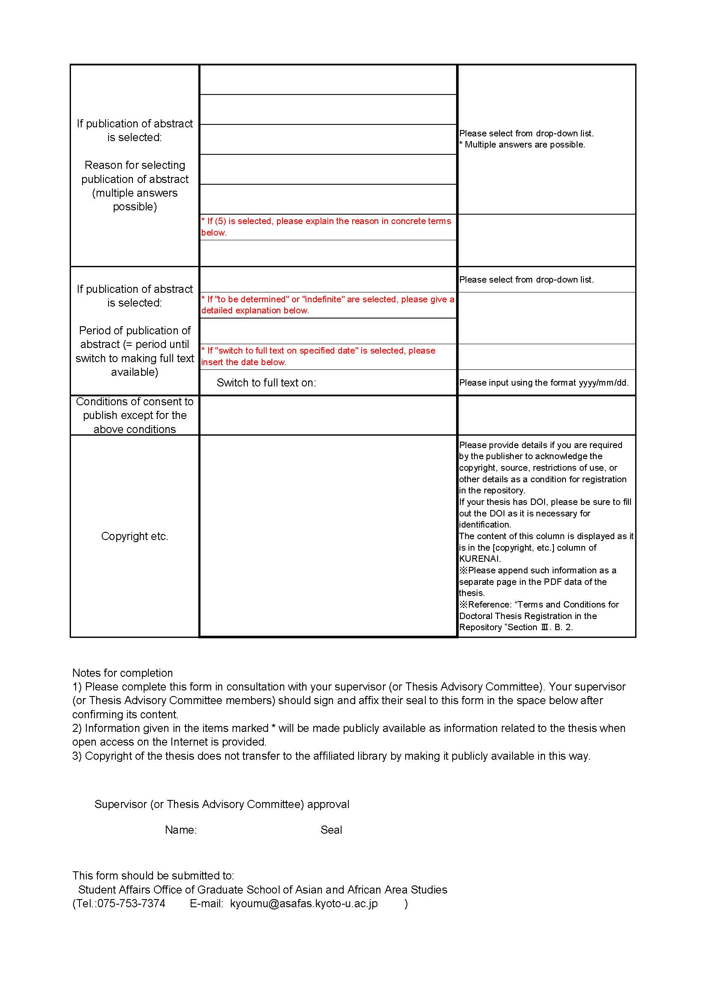 If publication of abstract
is selected:
Reason for selecting
publication of abstract
(multiple answers
possible)
Please select from drop-down list.
* Multiple answers are possible.
* If (5) is selected, please explain the reason in concrete terms
below.
If publication of abstract
is selected:
Period of publication of
abstract (= period until
switch to making full text
available)
Please select from drop-down list.
* If "to be determined" or "indefinite" are selected, please give a
detailed explanation below.
* If "switch to full text on specified date" is selected, please
insert the date below.
Switch to full text on:
Please input using the format yyyy/mm/dd.
Conditions of consent to
publish except for the
above conditions
Copyright etc.
Please provide details if you are required
by the publisher to acknowledge the
copyright, source, restrictions of use, or
other details as a condition for registration
in the repository.
If your thesis has DOI, please be sure to fill
out the DOI as it is necessary for
identification.
The content of this column is displayed as it
is in the [copyright, etc.] column of
KURENAI.
※Please append such information as a
separate page in the PDF data of the
thesis.
※Reference: “Terms and Conditions for
Doctoral Thesis Registration in the
Repository ”Section Ⅲ. B. 2.
Notes for completion
1) Please complete this form in consultation with your supervisor (or Thesis Advisory Committee). Your supervisor
(or Thesis Advisory Committee members) should sign and affix their seal to this form in the space below after
confirming its content.
2) Information given in the items marked * will be made publicly available as information related to the thesis when
open access on the Internet is provided.
3) Copyright of the thesis does not transfer to the affiliated library by making it publicly available in this way.
Supervisor (or Thesis Advisory Committee) approval
Name: Seal
This form should be submitted to:
Student Affairs Office of Graduate School of Asian and African Area Studies
(Tel.:075-753-7374 E-mail: kyoumu@asafas.kyoto-u.ac.jp )